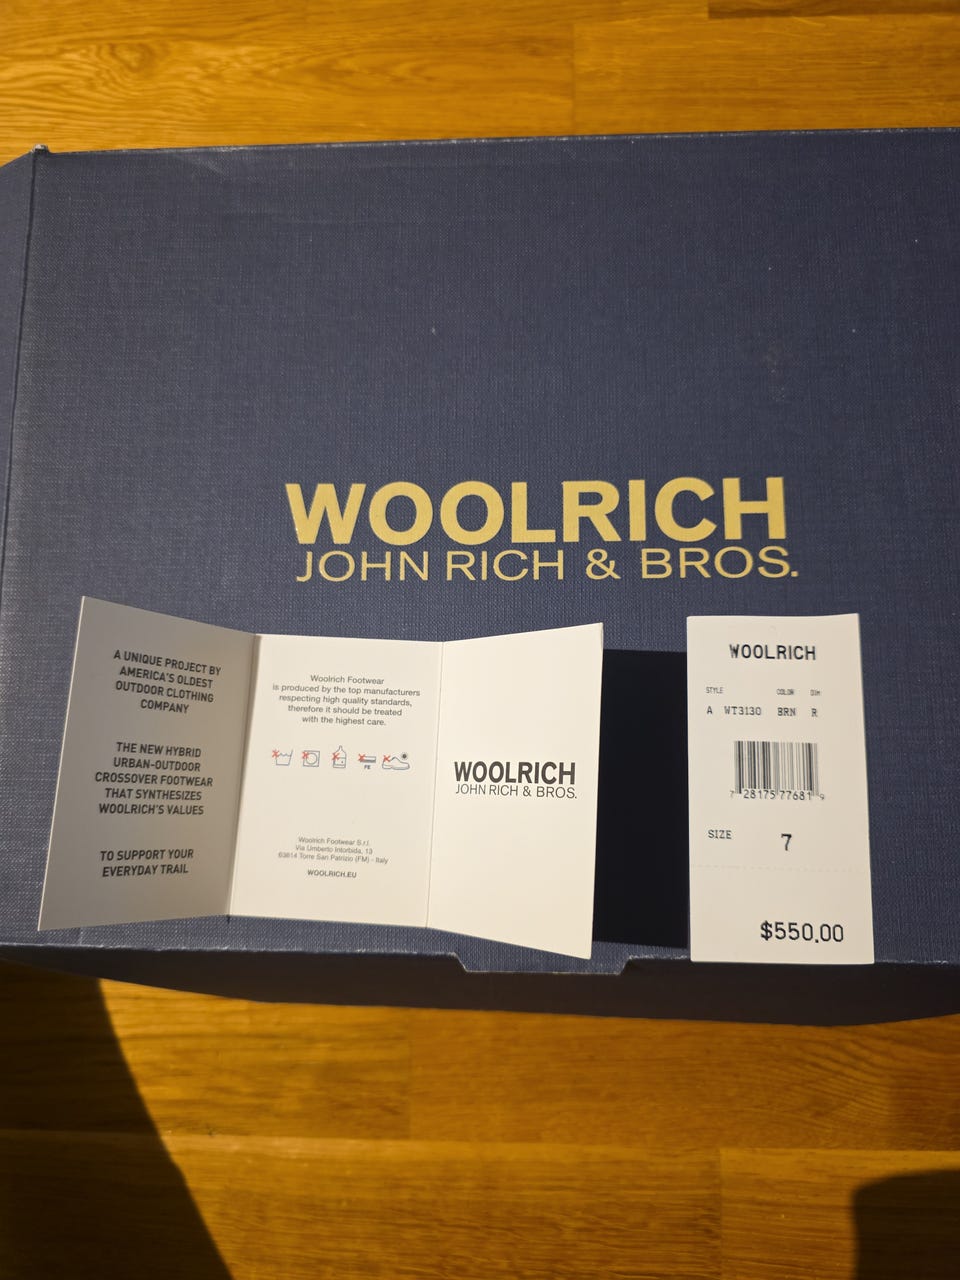 WOOLRICH
JOHN RICH & BROS.
A UNIQUE PROJECT BY
AMERICA'S OLDEST
OUTDOOR CLOTHING
COMPANY
THE NEW HYBRID
URBAN-OUTDOOR
CROSSOVER FOOTWEAR
THAT SYNTHESIZES
WOOLRICH'S VALUES
TO SUPPORT YOUR
EVERYDAY TRAIL
Woolrich Footwear
is produced by the top manufacturers
respecting high quality standards,
therefore it should be treated
with the highest care.
FE
Woolrich Footwear S.r.l.
Via Umberto Intorbida, 13
63814 Torre San Patrizio (FM) - Italy
WOOLRICH.EU
WOOLRICH
JOHN RICH & BROS.
WOOLRICH
STYLE COLOR DIM
A WT3130 BRN R
7 28175 77681 9
SIZE 7
$550.00